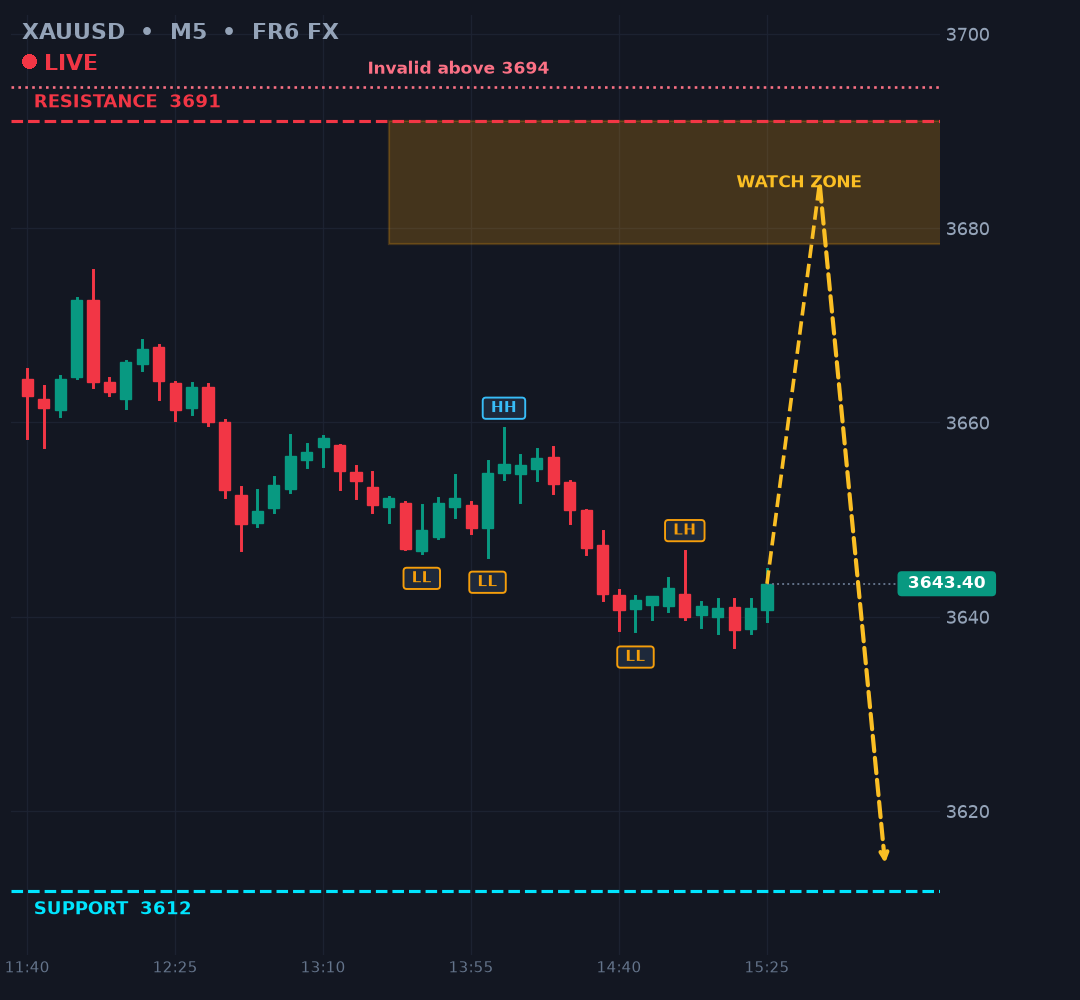 XAUUSD • M5 • FR6 FX
LIVE
Invalid above 3694
RESISTANCE 3691
WATCH ZONE
HH
LH
LL
LL
LL
3643.40
SUPPORT 3612
3700
3680
3660
3640
3620
11:40
12:25
13:10
13:55
14:40
15:25